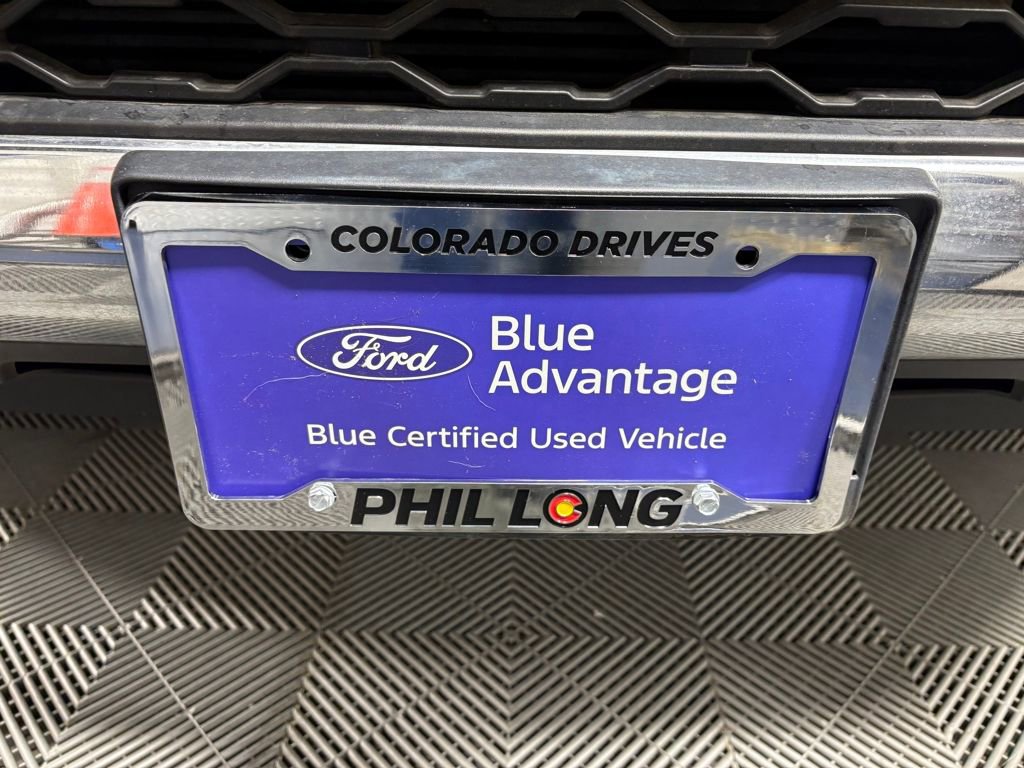 COLORADO DRIVES
Ford
Blue
Advantage
Blue Certified Used Vehicle
PHIL LONG